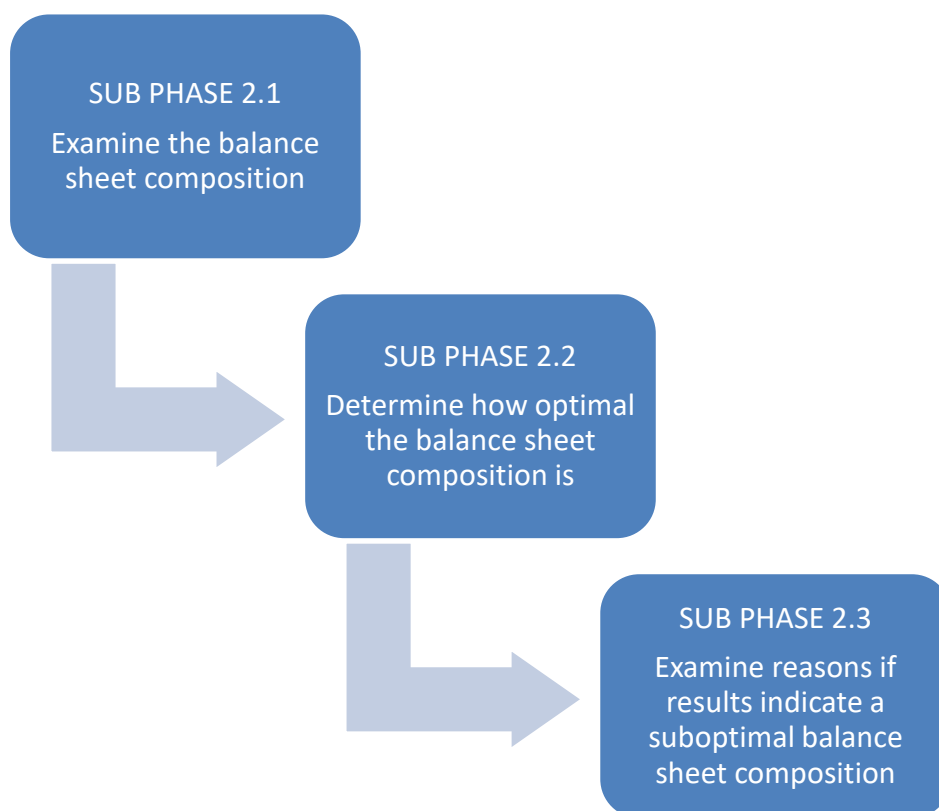 SUB PHASE 2.1
Examine the balance
sheet composition
SUB PHASE 2.2
Determine how optimal
the balance sheet
composition is
SUB PHASE 2.3
Examine reasons if
results indicate a
suboptimal balance
sheet composition